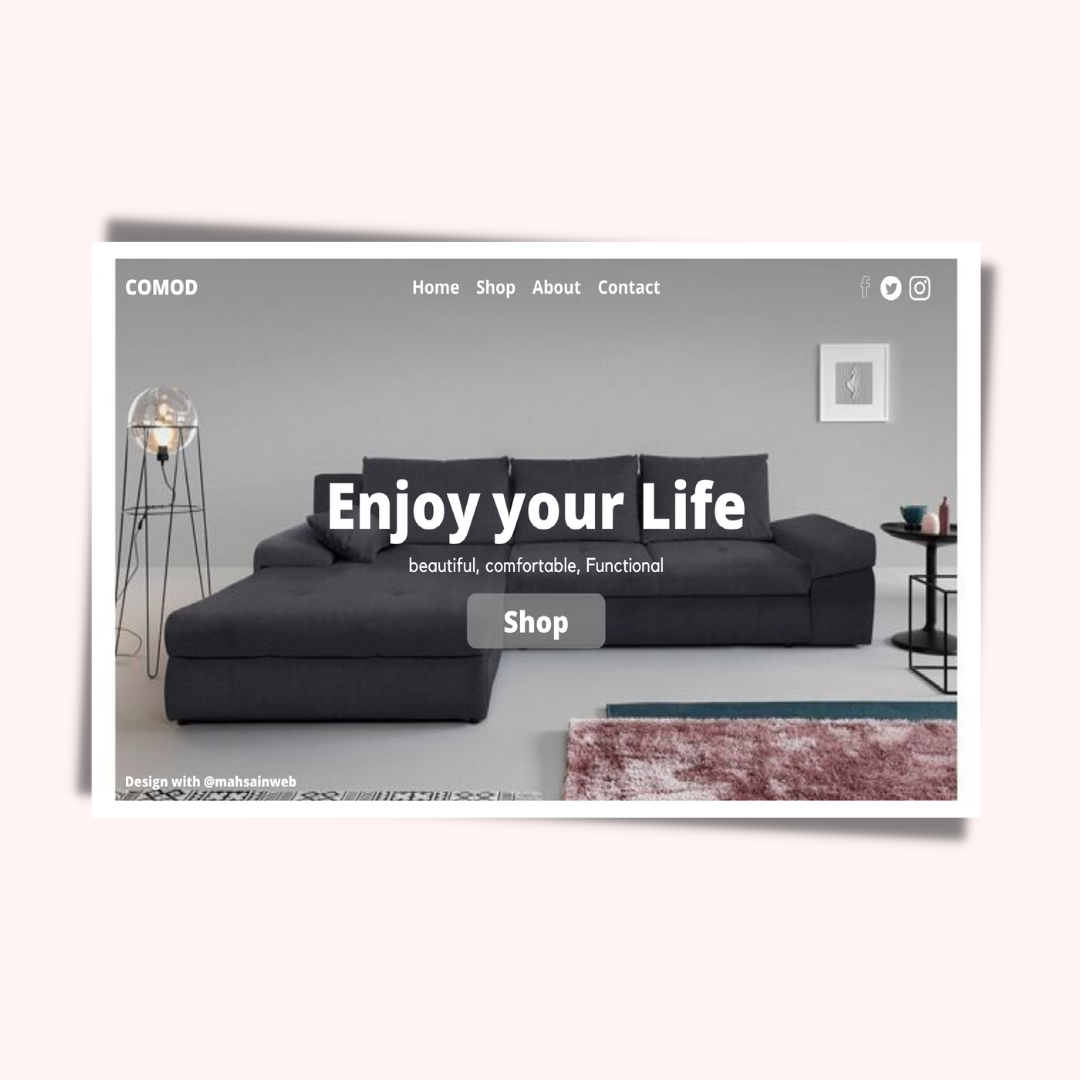 COMOD
Home Shop About Contact
Enjoy your Life
beautiful, comfortable, Functional
Shop
Design with @mahsainweb